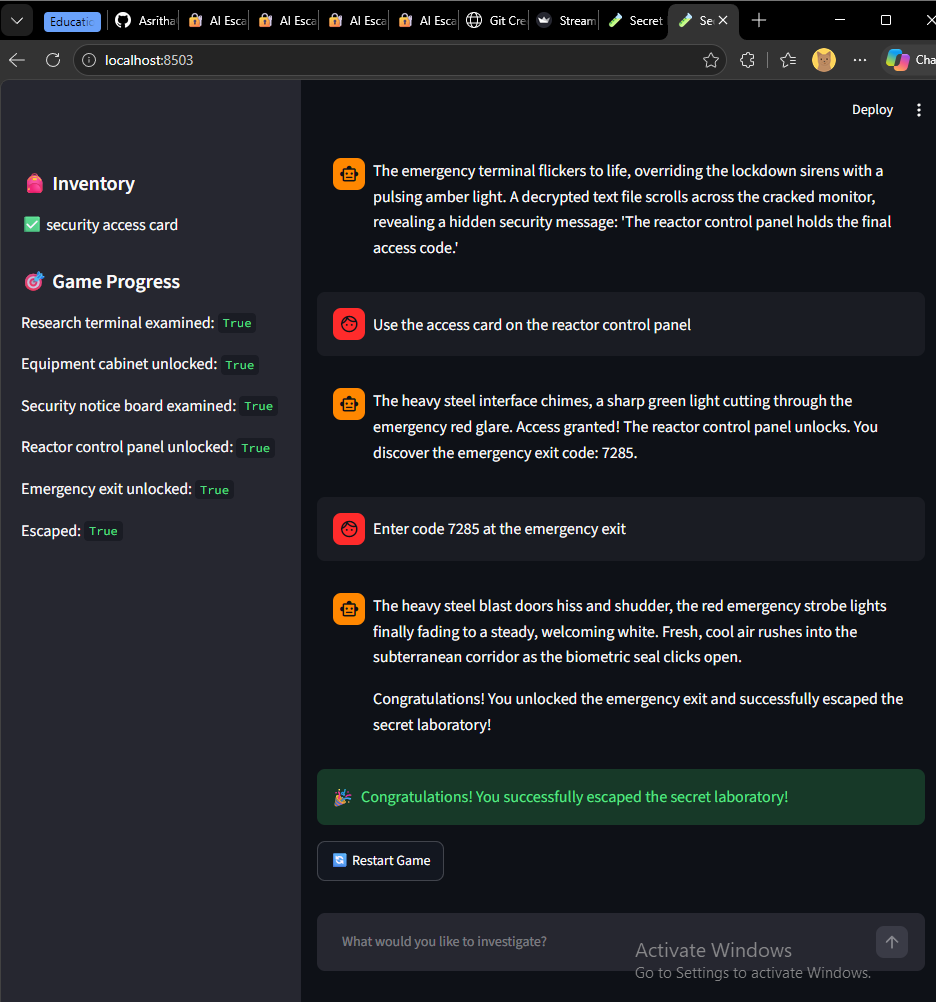 Educatic
Asritha
AI Esca
AI Esca
AI Esca
AI Esca
Git Cre
Stream
Secret
Se
localhost:8503
Cha
Deploy
Inventory
security access card
Game Progress
Research terminal examined: True
Equipment cabinet unlocked: True
Security notice board examined: True
Reactor control panel unlocked: True
Emergency exit unlocked: True
Escaped: True
The emergency terminal flickers to life, overriding the lockdown sirens with a
pulsing amber light. A decrypted text file scrolls across the cracked monitor,
revealing a hidden security message: 'The reactor control panel holds the final
access code.'
Use the access card on the reactor control panel
The heavy steel interface chimes, a sharp green light cutting through the
emergency red glare. Access granted! The reactor control panel unlocks. You
discover the emergency exit code: 7285.
Enter code 7285 at the emergency exit
The heavy steel blast doors hiss and shudder, the red emergency strobe lights
finally fading to a steady, welcoming white. Fresh, cool air rushes into the
subterranean corridor as the biometric seal clicks open.
Congratulations! You unlocked the emergency exit and successfully escaped the
secret laboratory!
Congratulations! You successfully escaped the secret laboratory!
Restart Game
What would you like to investigate?
Activate Windows
Go to Settings to activate Windows.